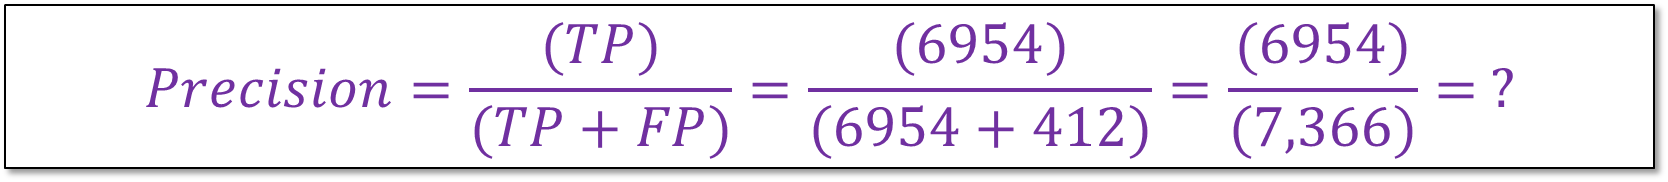 Precision = (TP) / (TP + FP) = (6954) / (6954 + 412) = (6954) / (7,366) = ?